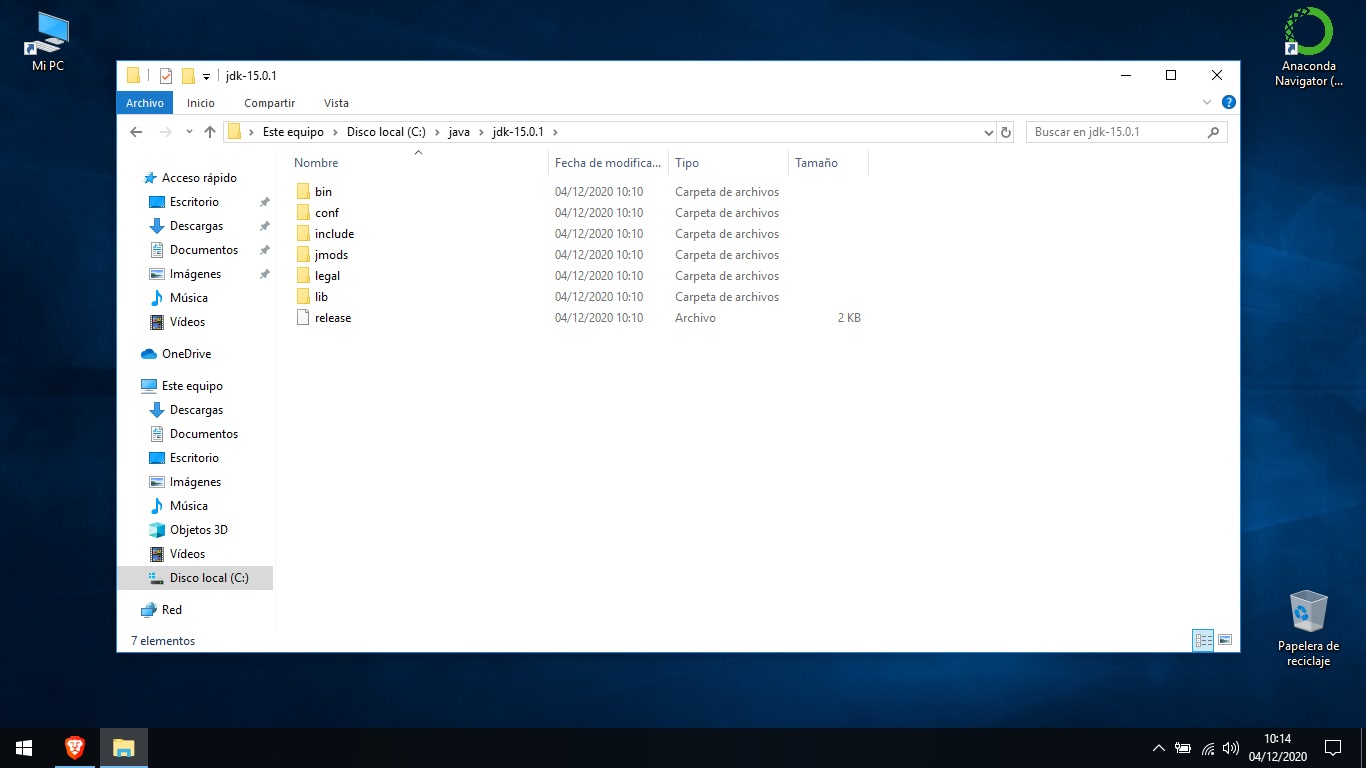 Mi PC
Anaconda
Navigator (...
jdk-15.0.1
Archivo Inicio Compartir Vista
Este equipo Disco local (C:) java jdk-15.0.1
Buscar en jdk-15.0.1
Nombre Fecha de modifica... Tipo Tamaño
bin 04/12/2020 10:10 Carpeta de archivos
conf 04/12/2020 10:10 Carpeta de archivos
include 04/12/2020 10:10 Carpeta de archivos
jmods 04/12/2020 10:10 Carpeta de archivos
legal 04/12/2020 10:10 Carpeta de archivos
lib 04/12/2020 10:10 Carpeta de archivos
release 04/12/2020 10:10 Archivo 2 KB
Acceso rápido
Escritorio
Descargas
Documentos
Imágenes
Música
Vídeos
OneDrive
Este equipo
Descargas
Documentos
Escritorio
Imágenes
Música
Objetos 3D
Vídeos
Disco local (C:)
Red
7 elementos
Papelera de
reciclaje
10:14
04/12/2020